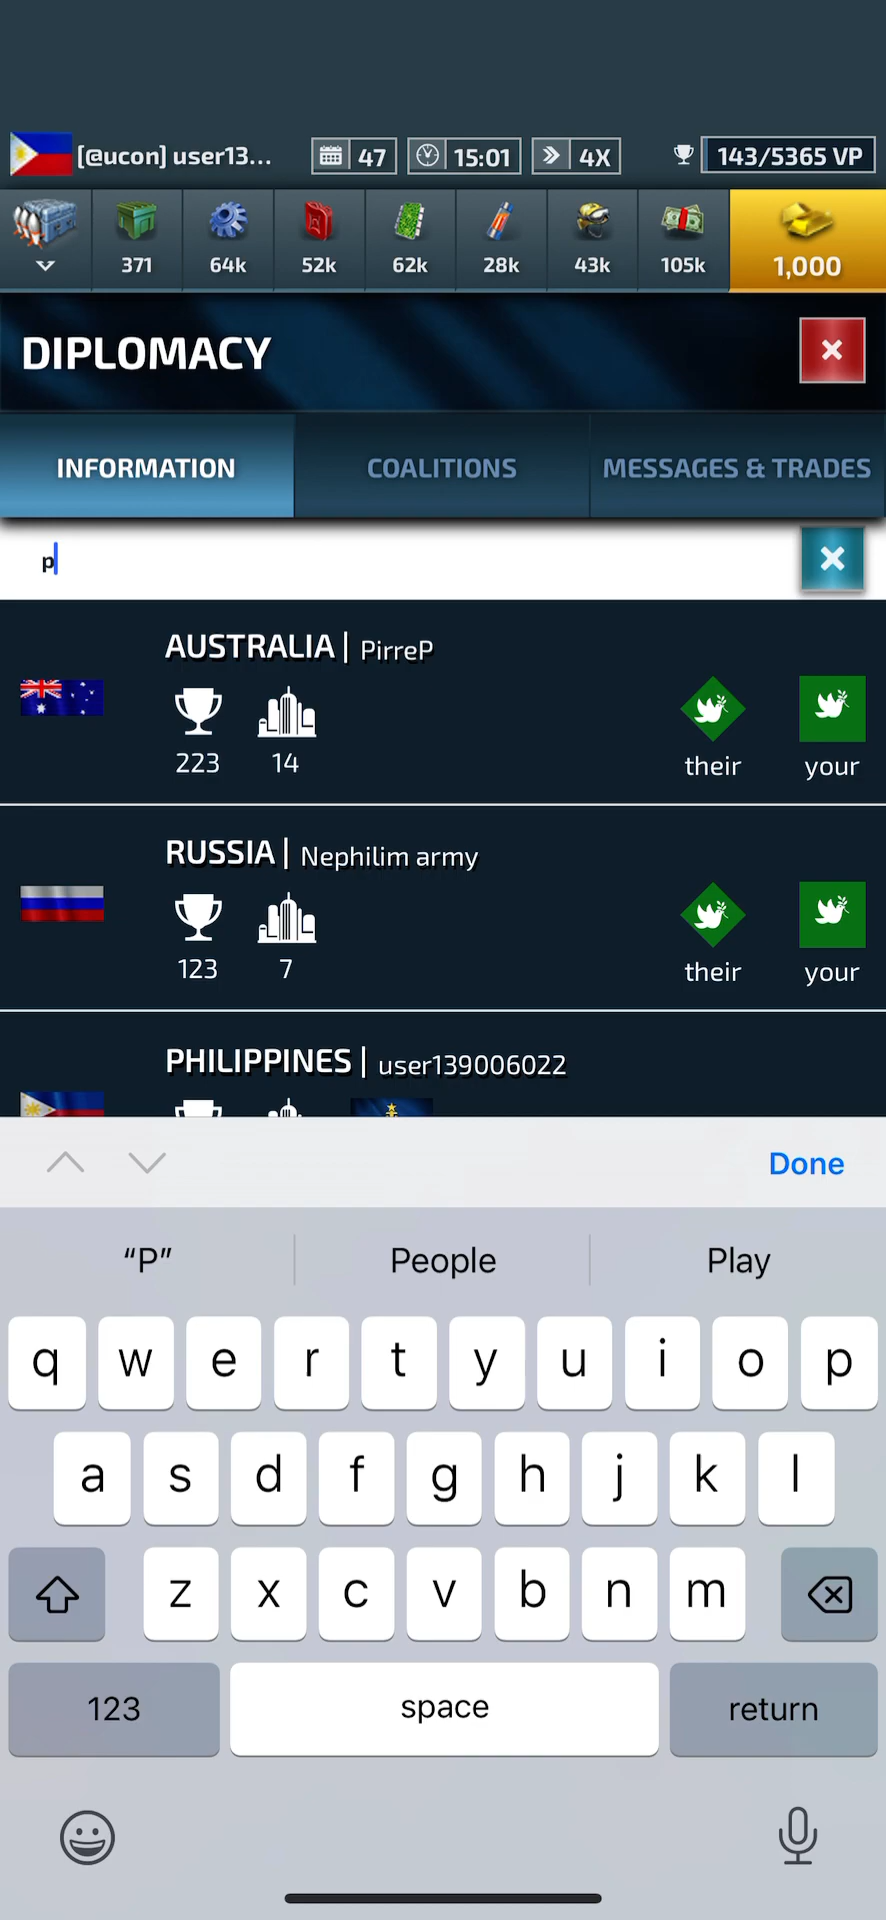 [@ucon] user13... 47 15:01 4X 143/5365 VP
371 64k 52k 62k 28k 43k 105k 1,000
DIPLOMACY
INFORMATION COALITIONS MESSAGES & TRADES
p
AUSTRALIA | PirreP
223 14 their your
RUSSIA | Nephilim army
123 7 their your
PHILIPPINES | user139006022
Done
“P” People Play
q w e r t y u i o p
a s d f g h j k l
z x c v b n m
123 space return